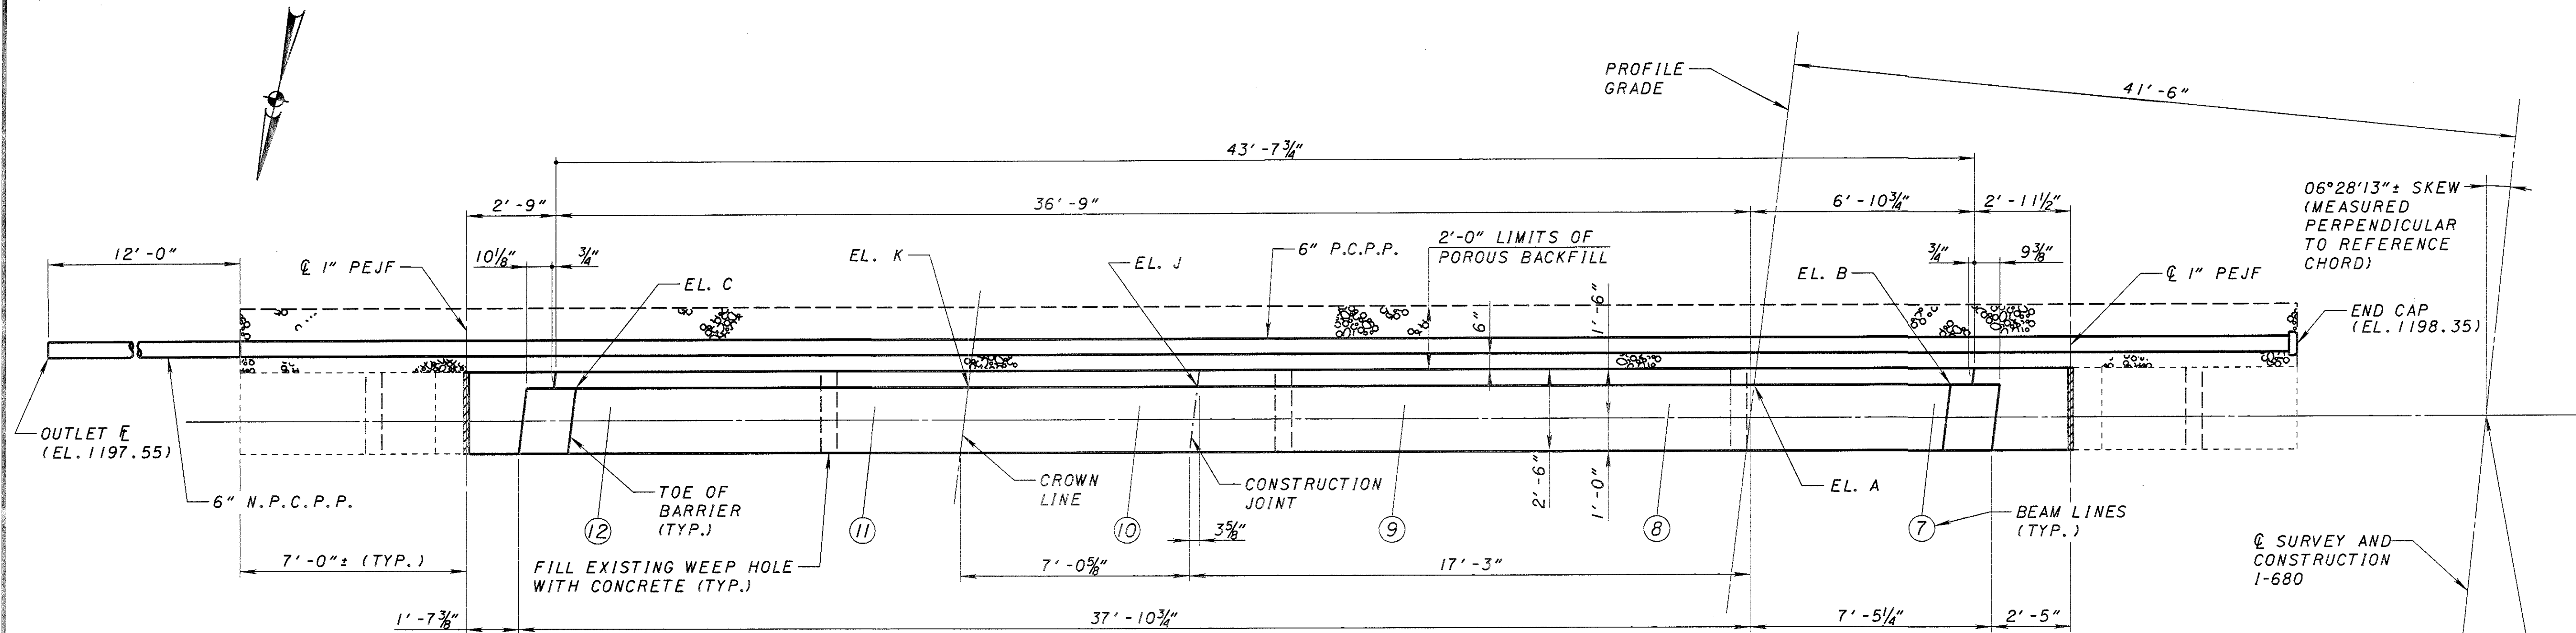 PROFILE
GRADE
41'-6"
43'-7¾"
06°28'13"± SKEW
(MEASURED
PERPENDICULAR
TO REFERENCE
CHORD)
2'-9"
36'-9"
6'-10¾"
2'-11½"
12'-0"
℄ 1" PEJF
10⅛"
¾"
EL. C
EL. K
6" P.C.P.P.
2'-0" LIMITS OF
POROUS BACKFILL
EL. J
EL. B
¾"
9⅜"
℄ 1" PEJF
6"
1'-6"
END CAP
(EL.1198.35)
OUTLET ⅊
(EL.1197.55)
6" N.P.C.P.P.
TOE OF
BARRIER
(TYP.)
CROWN
LINE
CONSTRUCTION
JOINT
2'-6"
1'-0"
EL. A
12
11
10
9
8
7
BEAM LINES
(TYP.)
3⅝"
7'-0"± (TYP.)
FILL EXISTING WEEP HOLE
WITH CONCRETE (TYP.)
7'-0⅝"
17'-3"
℄ SURVEY AND
CONSTRUCTION
I-680
1'-7⅜"
37'-10¾"
7'-5¼"
2'-5"